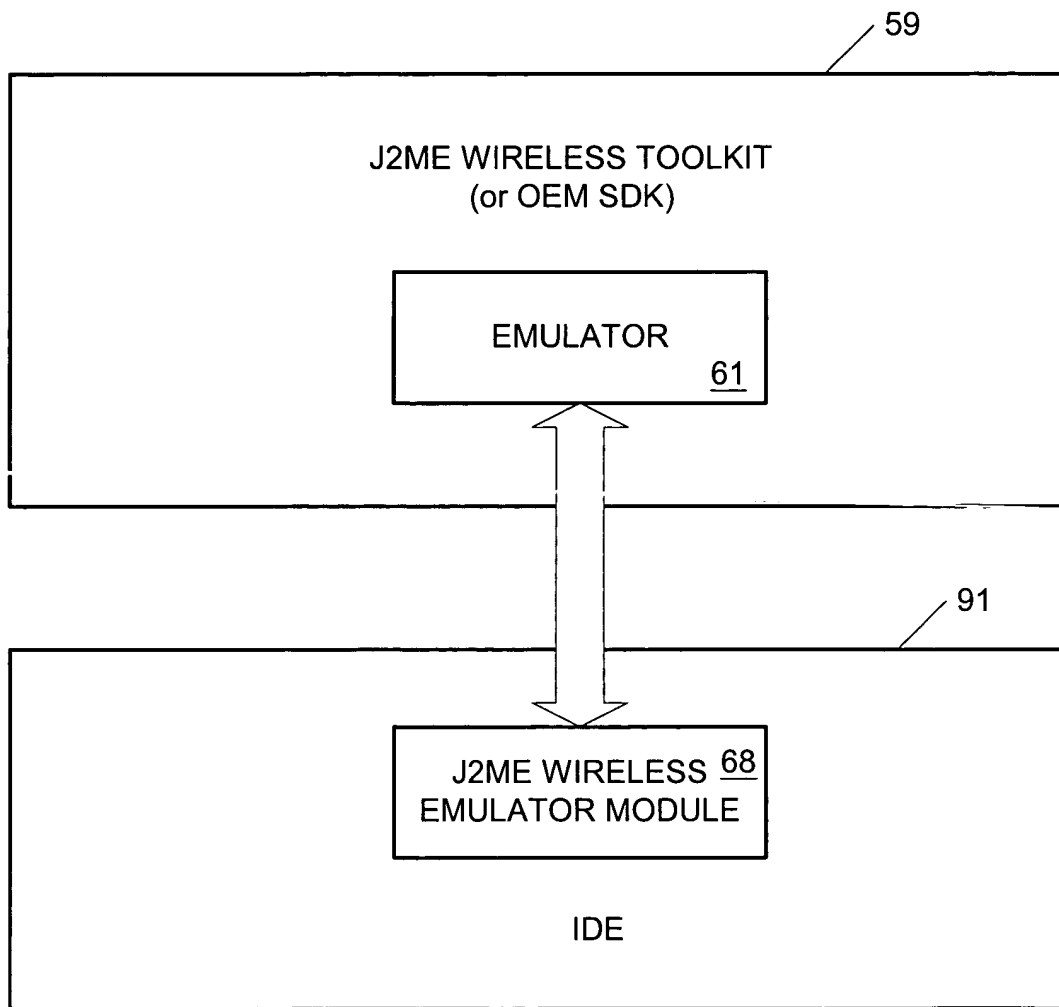 59
J2ME WIRELESS TOOLKIT
(or OEM SDK)
EMULATOR
61
91
J2ME WIRELESS 68
EMULATOR MODULE
IDE